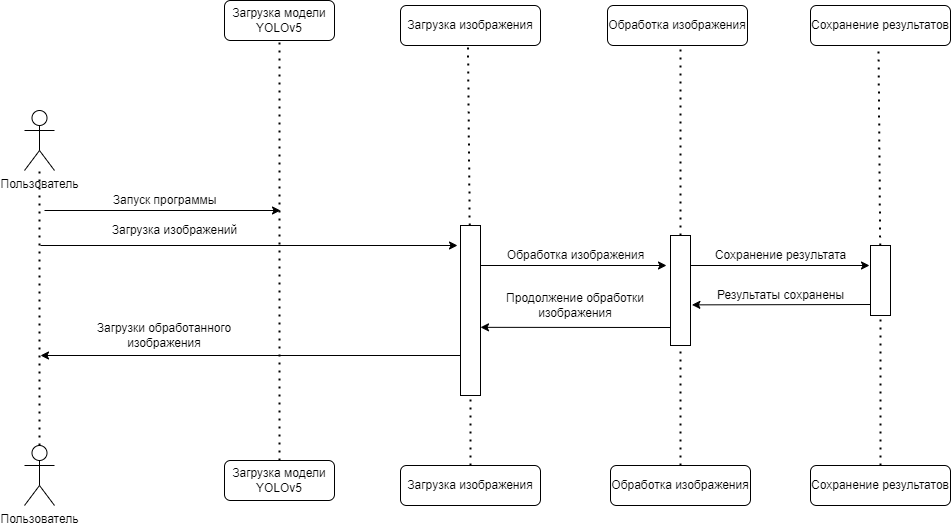 Загрузка модели
YOLOv5
Загрузка изображения
Обработка изображения
Сохранение результатов
Пользователь
Запуск программы
Загрузка изображений
Обработка изображения
Сохранение результата
Результаты сохранены
Продолжение обработки
изображения
Загрузки обработанного
изображения
Пользователь
Загрузка модели
YOLOv5
Загрузка изображения
Обработка изображения
Сохранение результатов